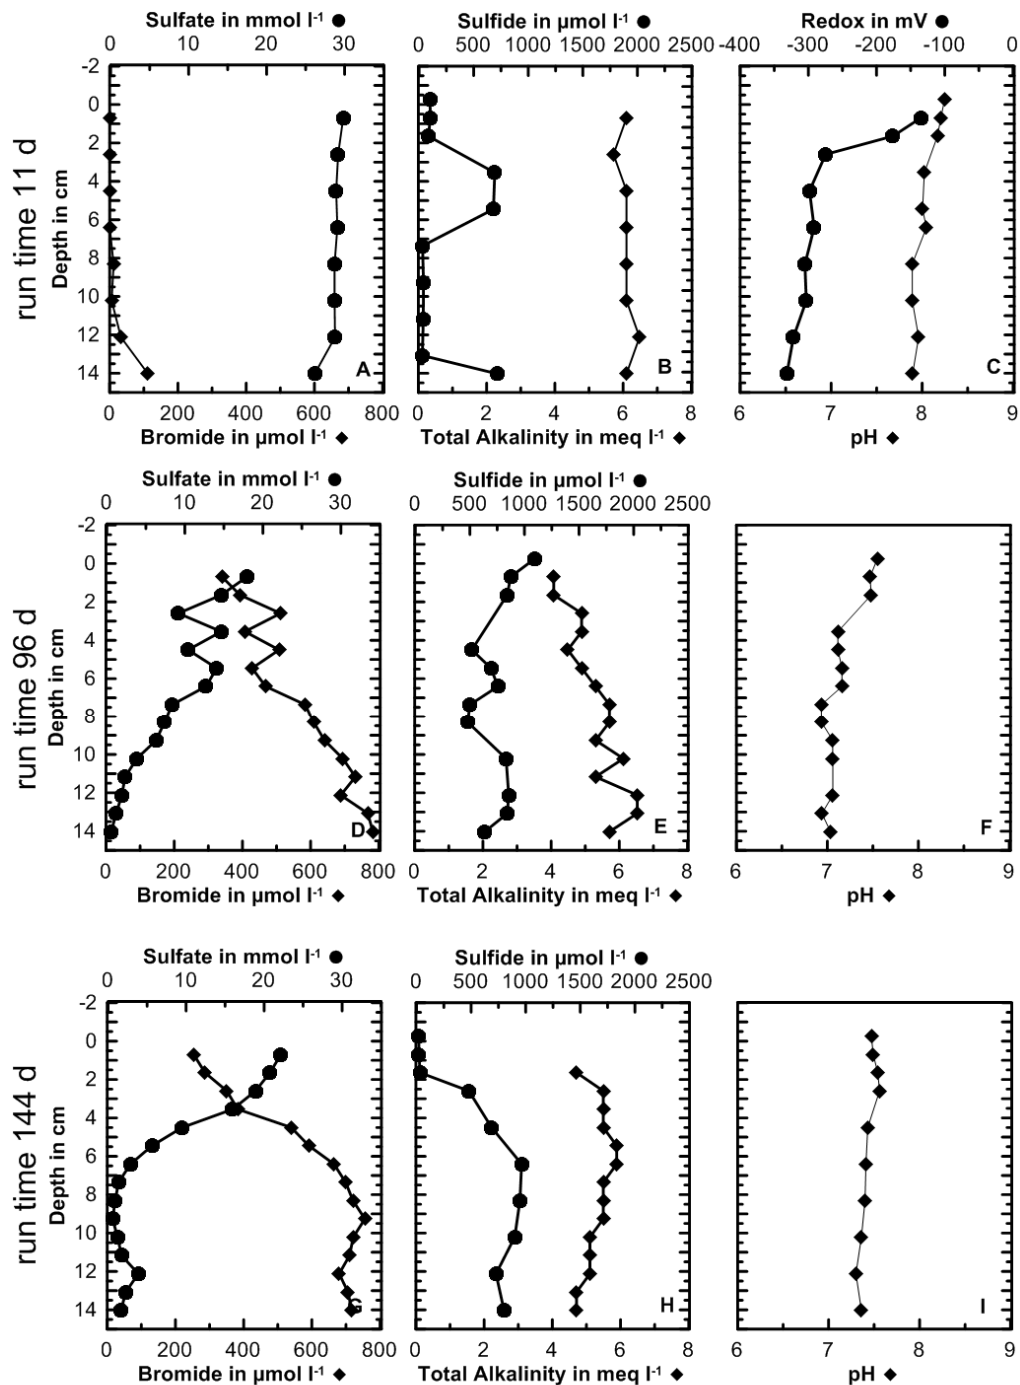 Sulfate in mmol l-1 ●
0 10 20 30
Sulfide in µmol l-1 ●
0 500 1000 1500 2000 2500
Redox in mV ●
-400 -300 -200 -100 0
run time 11 d
Depth in cm
-2
0
2
4
6
8
10
12
14
A
B
C
0 200 400 600 800
Bromide in µmol l-1 ◆
0 2 4 6 8
Total Alkalinity in meq l-1 ◆
6 7 8 9
pH ◆
Sulfate in mmol l-1 ●
0 10 20 30
Sulfide in µmol l-1 ●
0 500 1000 1500 2000 2500
run time 96 d
Depth in cm
-2
0
2
4
6
8
10
12
14
D
E
F
0 200 400 600 800
Bromide in µmol l-1 ◆
0 2 4 6 8
Total Alkalinity in meq l-1 ◆
6 7 8 9
pH ◆
Sulfate in mmol l-1 ●
0 10 20 30
Sulfide in µmol l-1 ●
0 500 1000 1500 2000 2500
run time 144 d
Depth in cm
-2
0
2
4
6
8
10
12
14
G
H
I
0 200 400 600 800
Bromide in µmol l-1 ◆
0 2 4 6 8
Total Alkalinity in meq l-1 ◆
6 7 8 9
pH ◆